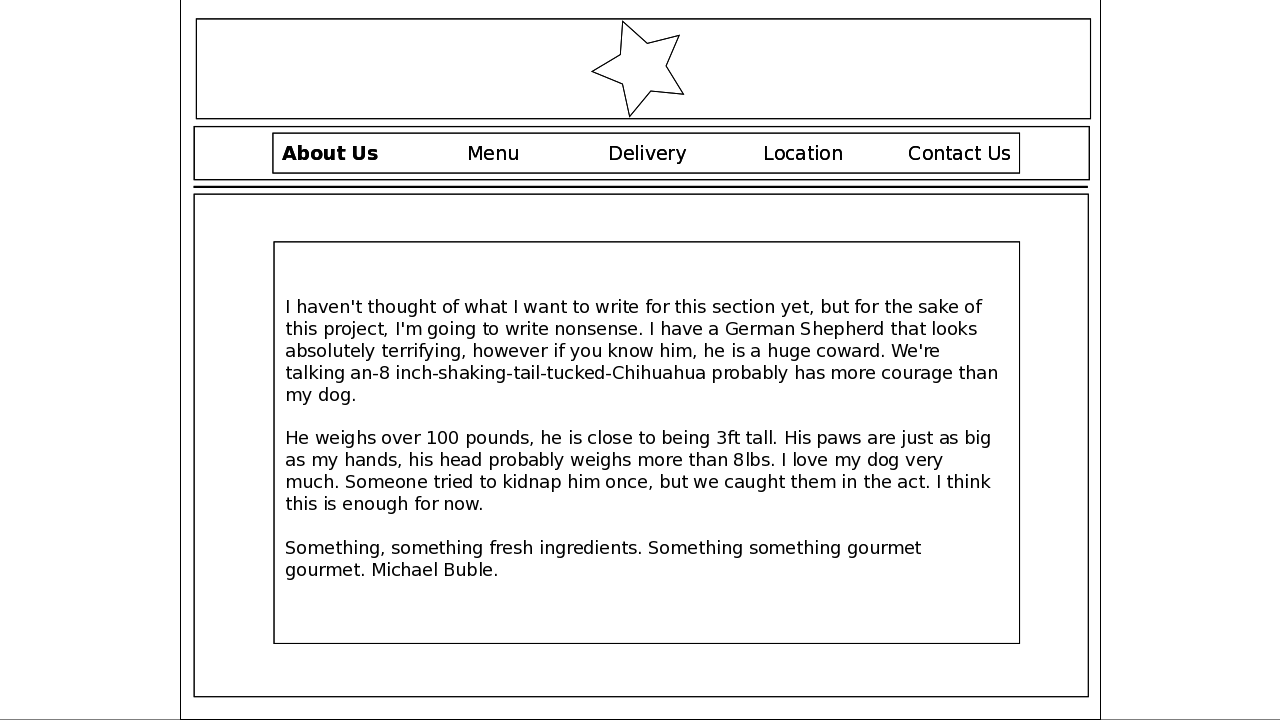 About Us Menu Delivery Location Contact Us
I haven't thought of what I want to write for this section yet, but for the sake of
this project, I'm going to write nonsense. I have a German Shepherd that looks
absolutely terrifying, however if you know him, he is a huge coward. We're
talking an-8 inch-shaking-tail-tucked-Chihuahua probably has more courage than
my dog.
He weighs over 100 pounds, he is close to being 3ft tall. His paws are just as big
as my hands, his head probably weighs more than 8lbs. I love my dog very
much. Someone tried to kidnap him once, but we caught them in the act. I think
this is enough for now.
Something, something fresh ingredients. Something something gourmet
gourmet. Michael Buble.